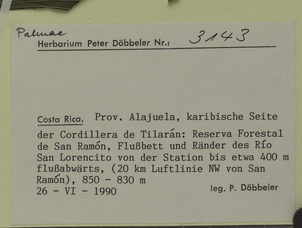 Palmae
Herbarium Peter Döbbeler Nr.: 3143
Costa Rica, Prov. Alajuela, karibische Seite
der Cordillera de Tilarán: Reserva Forestal
de San Ramón, Flußbett und Ränder des Río
San Lorencito von der Station bis etwa 400 m
flußabwärts, (20 km Luftlinie NW von San
Ramón), 850 - 830 m
26 - VI - 1990 leg. P. Döbbeler